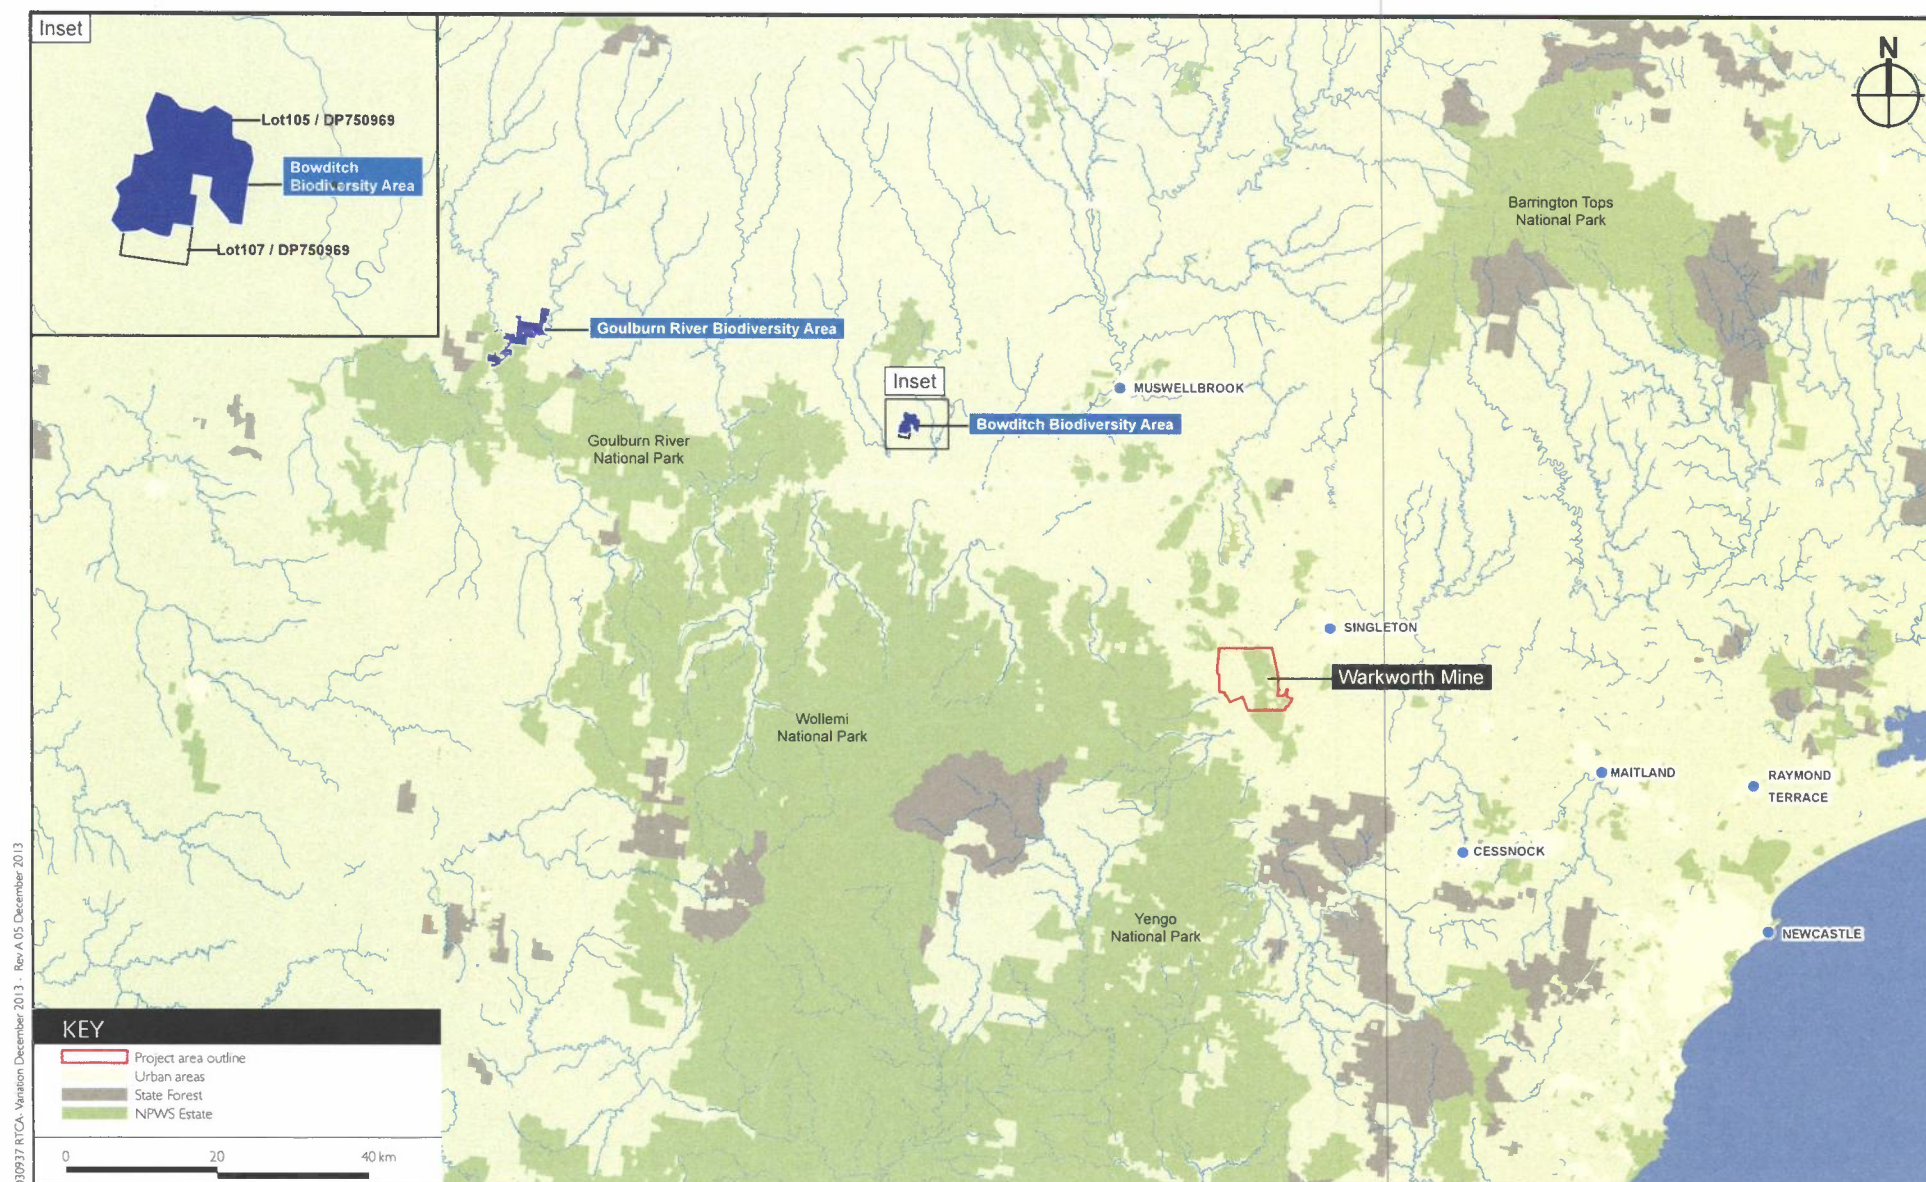 Inset
Lot105 / DP750969
Bowditch
Biodiversity Area
Lot107 / DP750969
N
Barrington Tops
National Park
Goulburn River Biodiversity Area
Inset
MUSWELLBROOK
Bowditch Biodiversity Area
Goulburn River
National Park
SINGLETON
Warkworth Mine
Wollemi
National Park
MAITLAND
RAYMOND
TERRACE
CESSNOCK
Yengo
National Park
NEWCASTLE
KEY
Project area outline
Urban areas
State Forest
NPWS Estate
0 20 40 km
030937 RTCA- Variation December 2013 - Rev A 05 December 2013